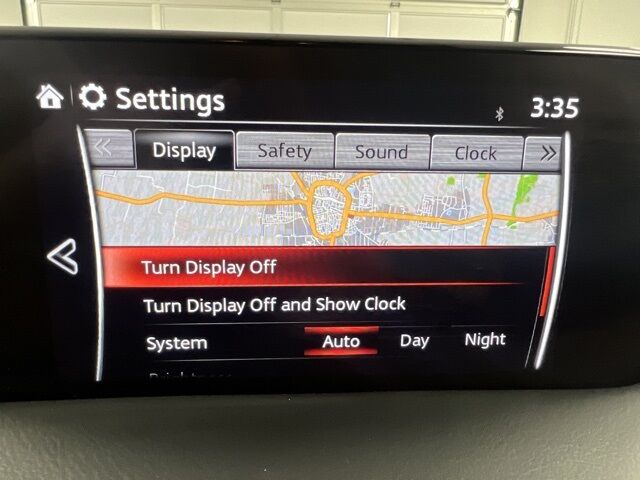 Settings
3:35
Display Safety Sound Clock
Turn Display Off
Turn Display Off and Show Clock
System Auto Day Night